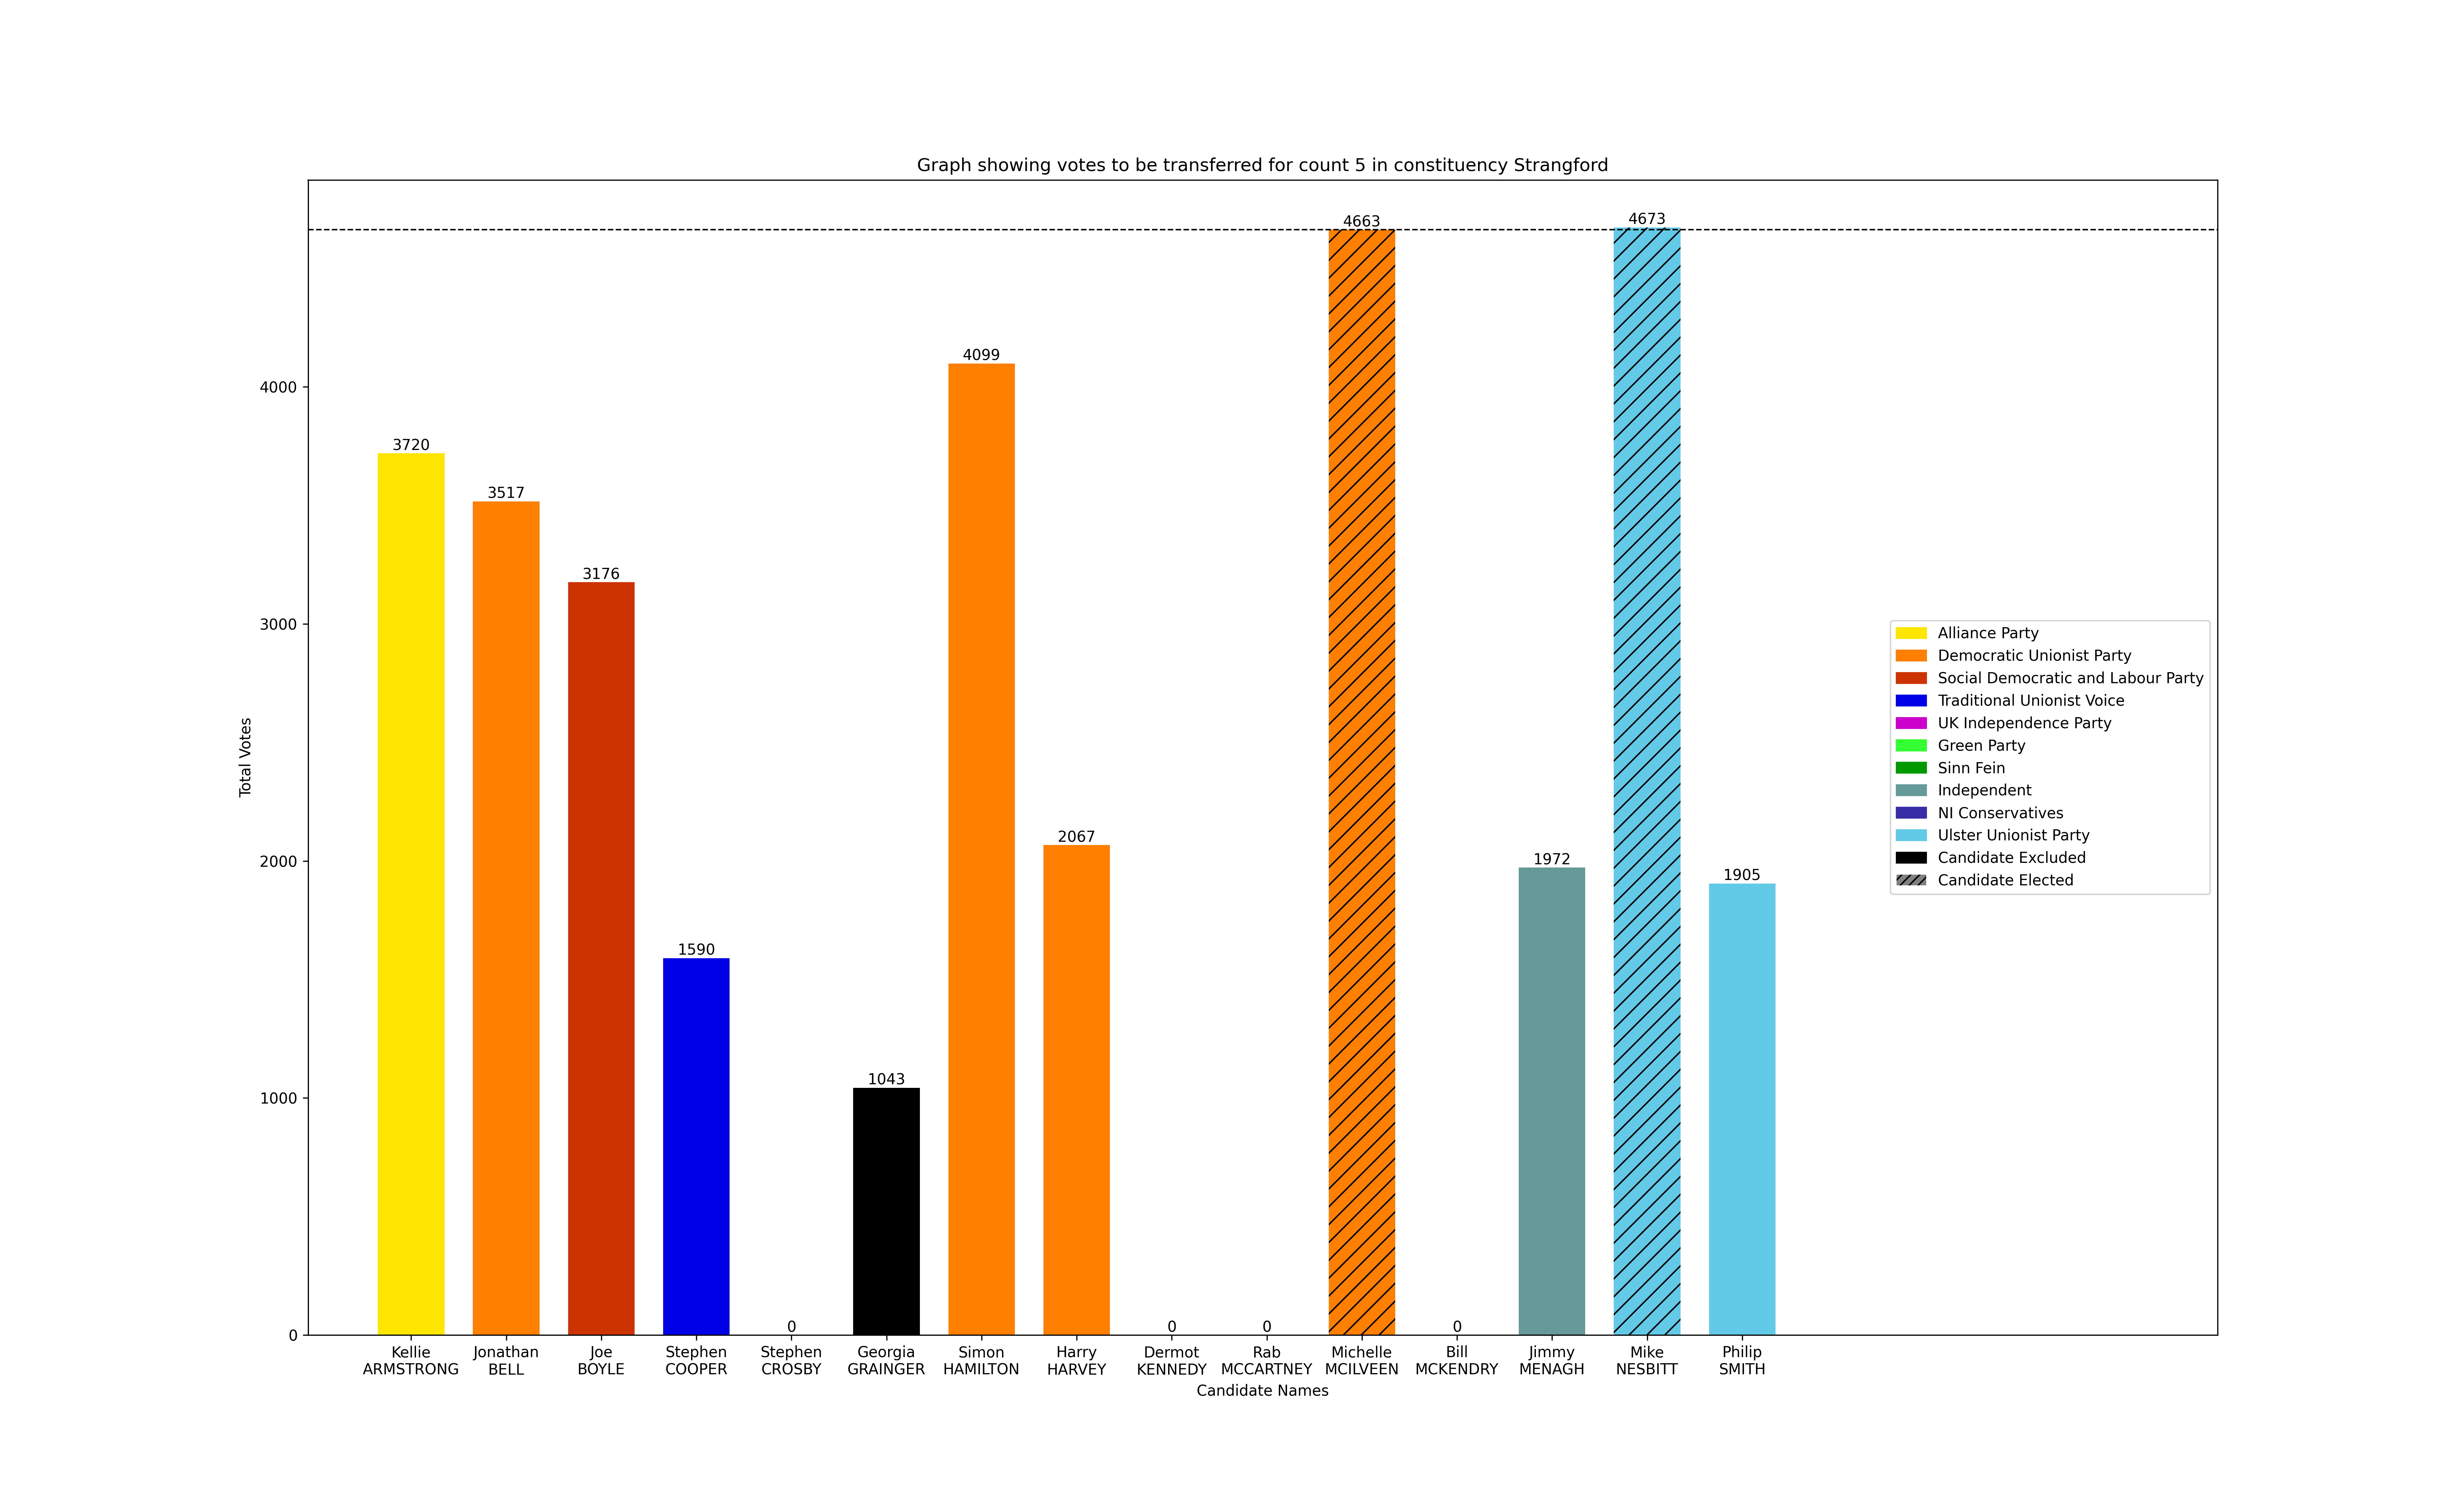 Graph showing votes to be transferred for count 5 in constituency Strangford
4663
4673
4099
4000
3720
3517
3176
3000
Alliance Party
Democratic Unionist Party
Social Democratic and Labour Party
Traditional Unionist Voice
UK Independence Party
Green Party
Sinn Fein
Independent
NI Conservatives
Ulster Unionist Party
Candidate Excluded
Candidate Elected
Total Votes
2067
2000
1972
1905
1590
1043
1000
0
0
0
0
0
Kellie
ARMSTRONG
Jonathan
BELL
Joe
BOYLE
Stephen
COOPER
Stephen
CROSBY
Georgia
GRAINGER
Simon
HAMILTON
Harry
HARVEY
Dermot
KENNEDY
Rab
MCCARTNEY
Michelle
MCILVEEN
Bill
MCKENDRY
Jimmy
MENAGH
Mike
NESBITT
Philip
SMITH
Candidate Names